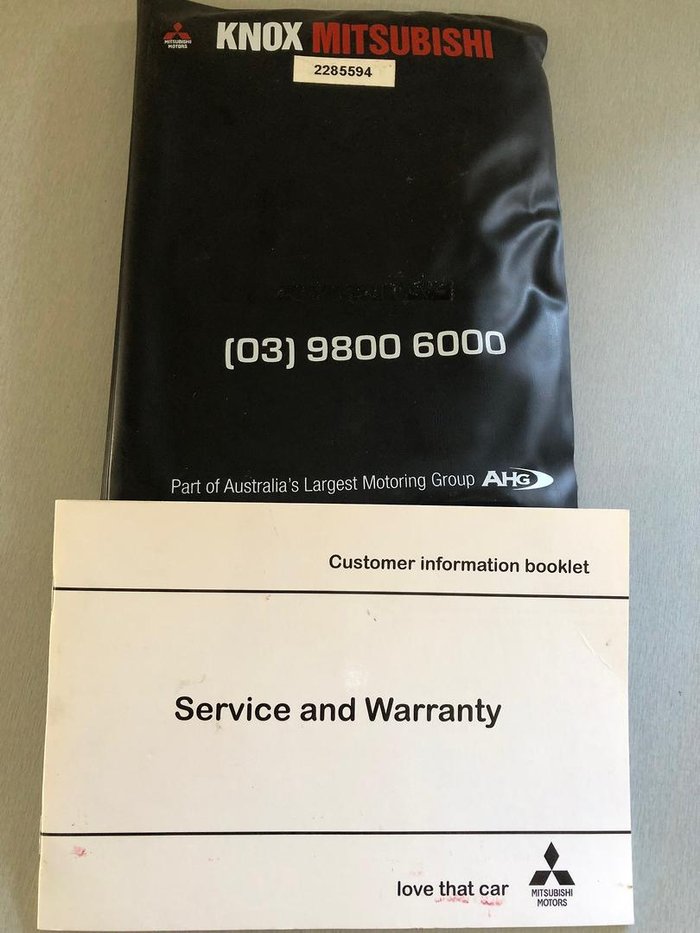 MITSUBISHI
MOTORS
KNOX MITSUBISHI
2285594
(03) 9800 6000
Part of Australia's Largest Motoring Group AHG
Customer information booklet
Service and Warranty
love that car
MITSUBISHI
MOTORS